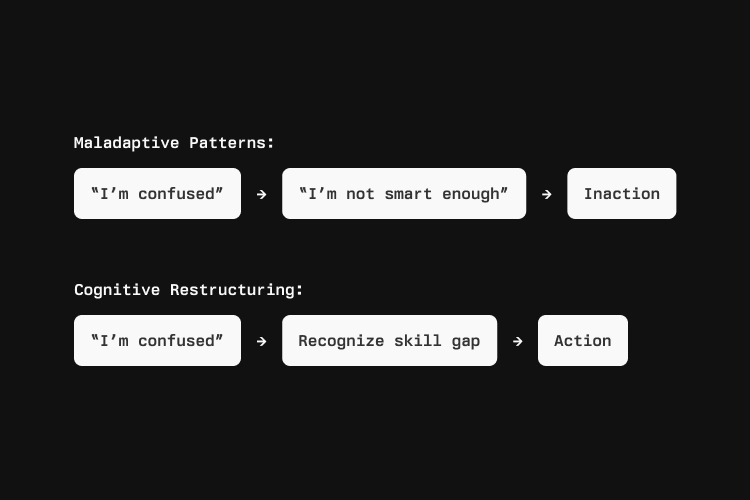 Maladaptive Patterns:
“I’m confused” → “I’m not smart enough” → Inaction
Cognitive Restructuring:
“I’m confused” → Recognize skill gap → Action